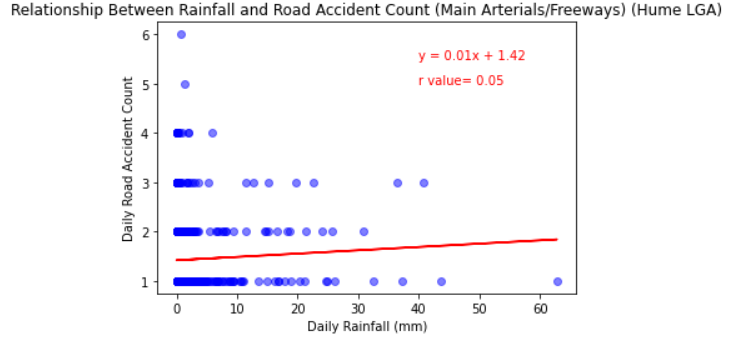 Relationship Between Rainfall and Road Accident Count (Main Arterials/Freeways) (Hume LGA)
y = 0.01x + 1.42
r value= 0.05
Daily Road Accident Count
6
5
4
3
2
1
0 10 20 30 40 50 60
Daily Rainfall (mm)